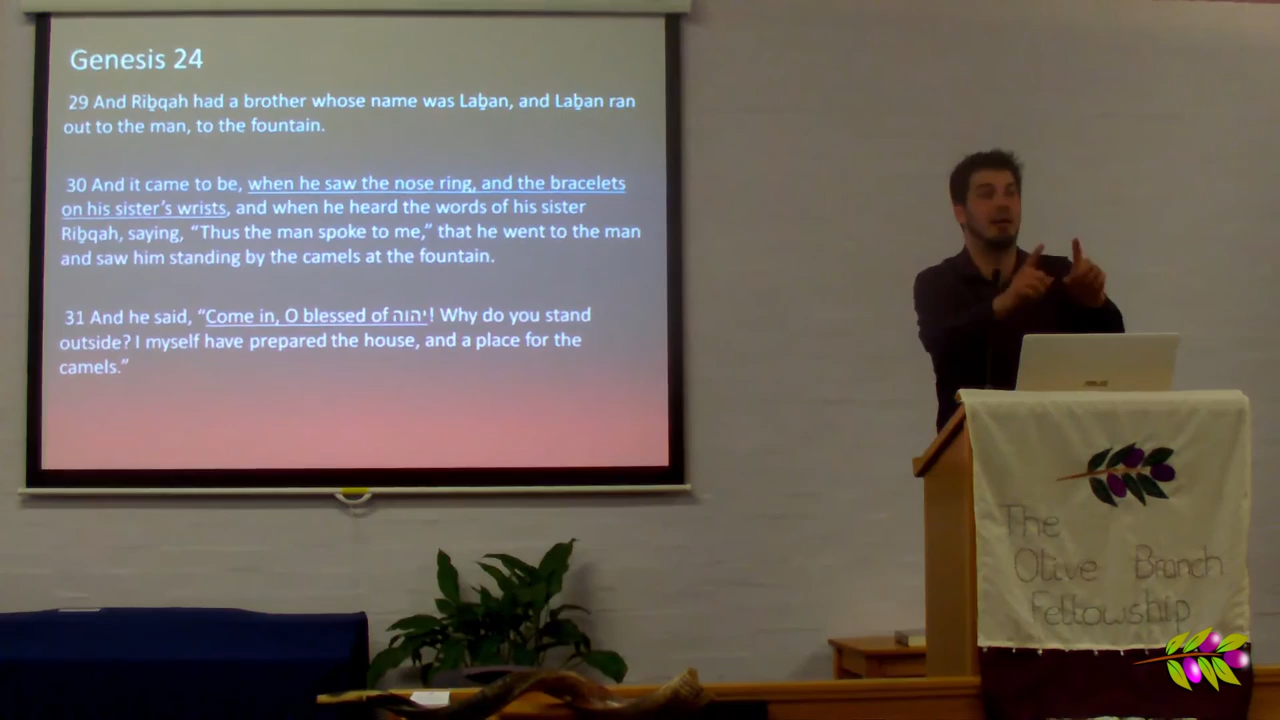 Genesis 24
29 And Riḇqah had a brother whose name was Laḇan, and Laḇan ran
out to the man, to the fountain.
30 And it came to be, when he saw the nose ring, and the bracelets
on his sister’s wrists, and when he heard the words of his sister
Riḇqah, saying, “Thus the man spoke to me,” that he went to the man
and saw him standing by the camels at the fountain.
31 And he said, “Come in, O blessed of יהוה! Why do you stand
outside? I myself have prepared the house, and a place for the
camels.”
ASUS
The
Olive Branch
Fellowship